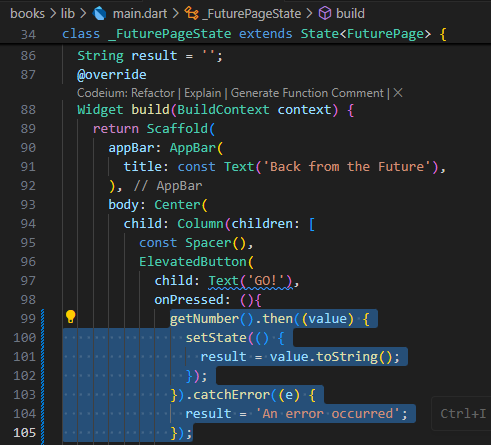 books > lib > main.dart > _FuturePageState > build
34 class _FuturePageState extends State<FuturePage> {
86 String result = '';
87 @override
Codeium: Refactor | Explain | Generate Function Comment | ✕
88 Widget build(BuildContext context) {
89 return Scaffold(
90 appBar: AppBar(
91 title: const Text('Back from the Future'),
92 ), // AppBar
93 body: Center(
94 child: Column(children: [
95 const Spacer(),
96 ElevatedButton(
97 child: Text('GO!'),
98 onPressed: (){
99 getNumber().then((value) {
100 setState(() {
101 result = value.toString();
102 });
103 }).catchError((e) {
104 result = 'An error occurred'; Ctrl+I
105 });